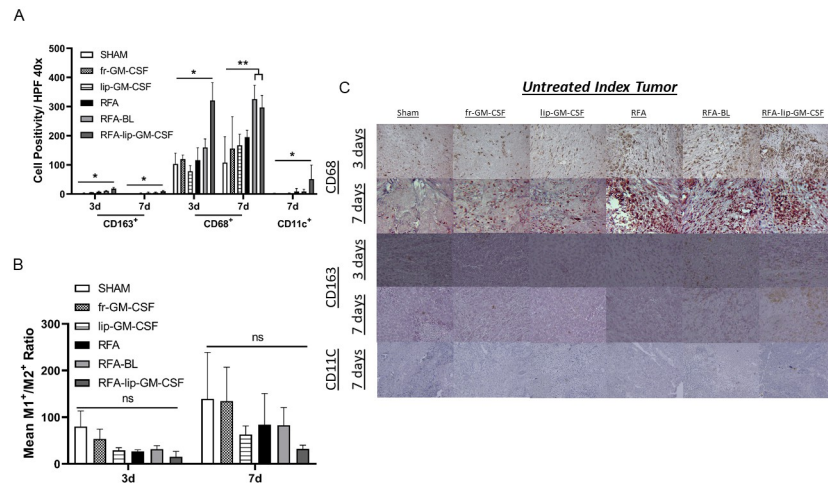 A
Cell Positivity/ HPF 40x
500
400
300
200
100
0
SHAM
fr-GM-CSF
lip-GM-CSF
RFA
RFA-BL
RFA-lip-GM-CSF
*
*
*
**
*
3d
7d
3d
7d
7d
CD163+
CD68+
CD11c+
B
Mean M1+/M2+ Ratio
300
200
100
0
SHAM
fr-GM-CSF
lip-GM-CSF
RFA
RFA-BL
RFA-lip-GM-CSF
ns
ns
3d
7d
C
Untreated Index Tumor
Sham
fr-GM-CSF
lip-GM-CSF
RFA
RFA-BL
RFA-lip-GM-CSF
CD68
3 days
7 days
CD163
3 days
7 days
CD11C
7 days